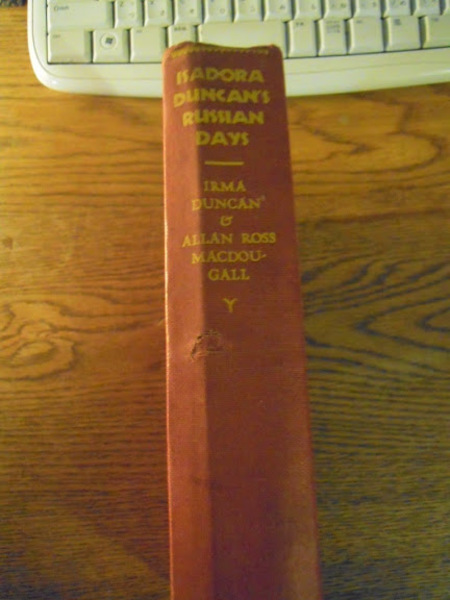 ISADORA
DUNCAN'S
RUSSIAN
DAYS
IRMA
DUNCAN
&
ALLAN ROSS
MACDOU-
GALL